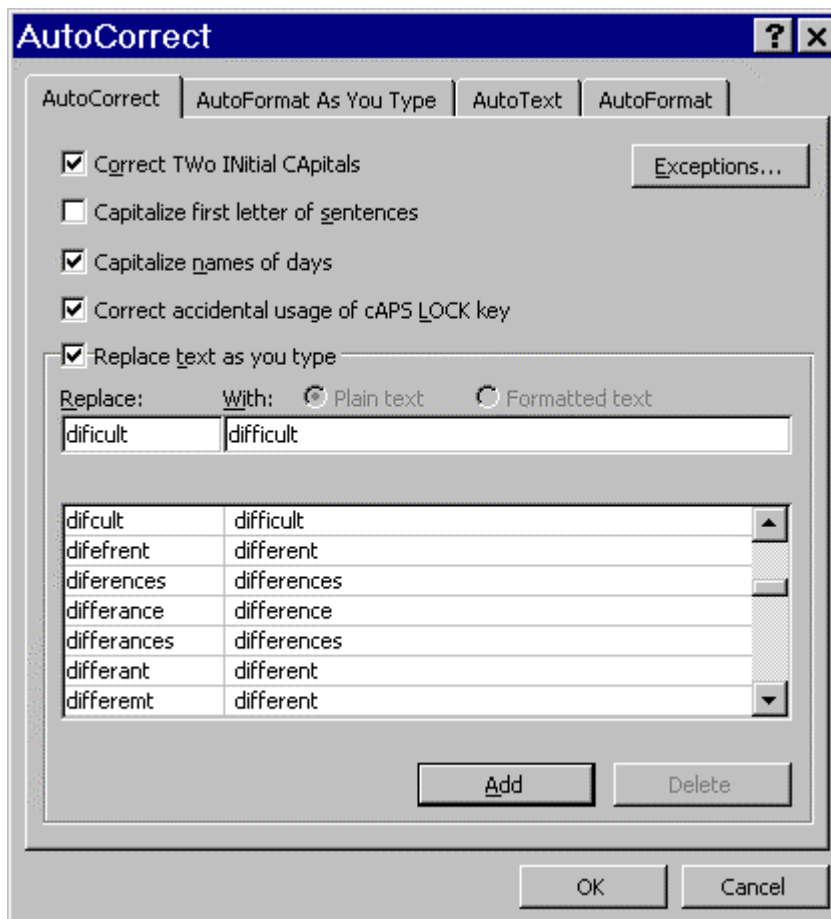 AutoCorrect
AutoCorrect AutoFormat As You Type AutoText AutoFormat
Correct TWo INitial CApitals Exceptions...
Capitalize first letter of sentences
Capitalize names of days
Correct accidental usage of cAPS LOCK key
Replace text as you type
Replace: With: Plain text Formatted text
dificult difficult
difcult difficult
difefrent different
diferences differences
differance difference
differances differences
differant different
differemt different
Add Delete
OK Cancel